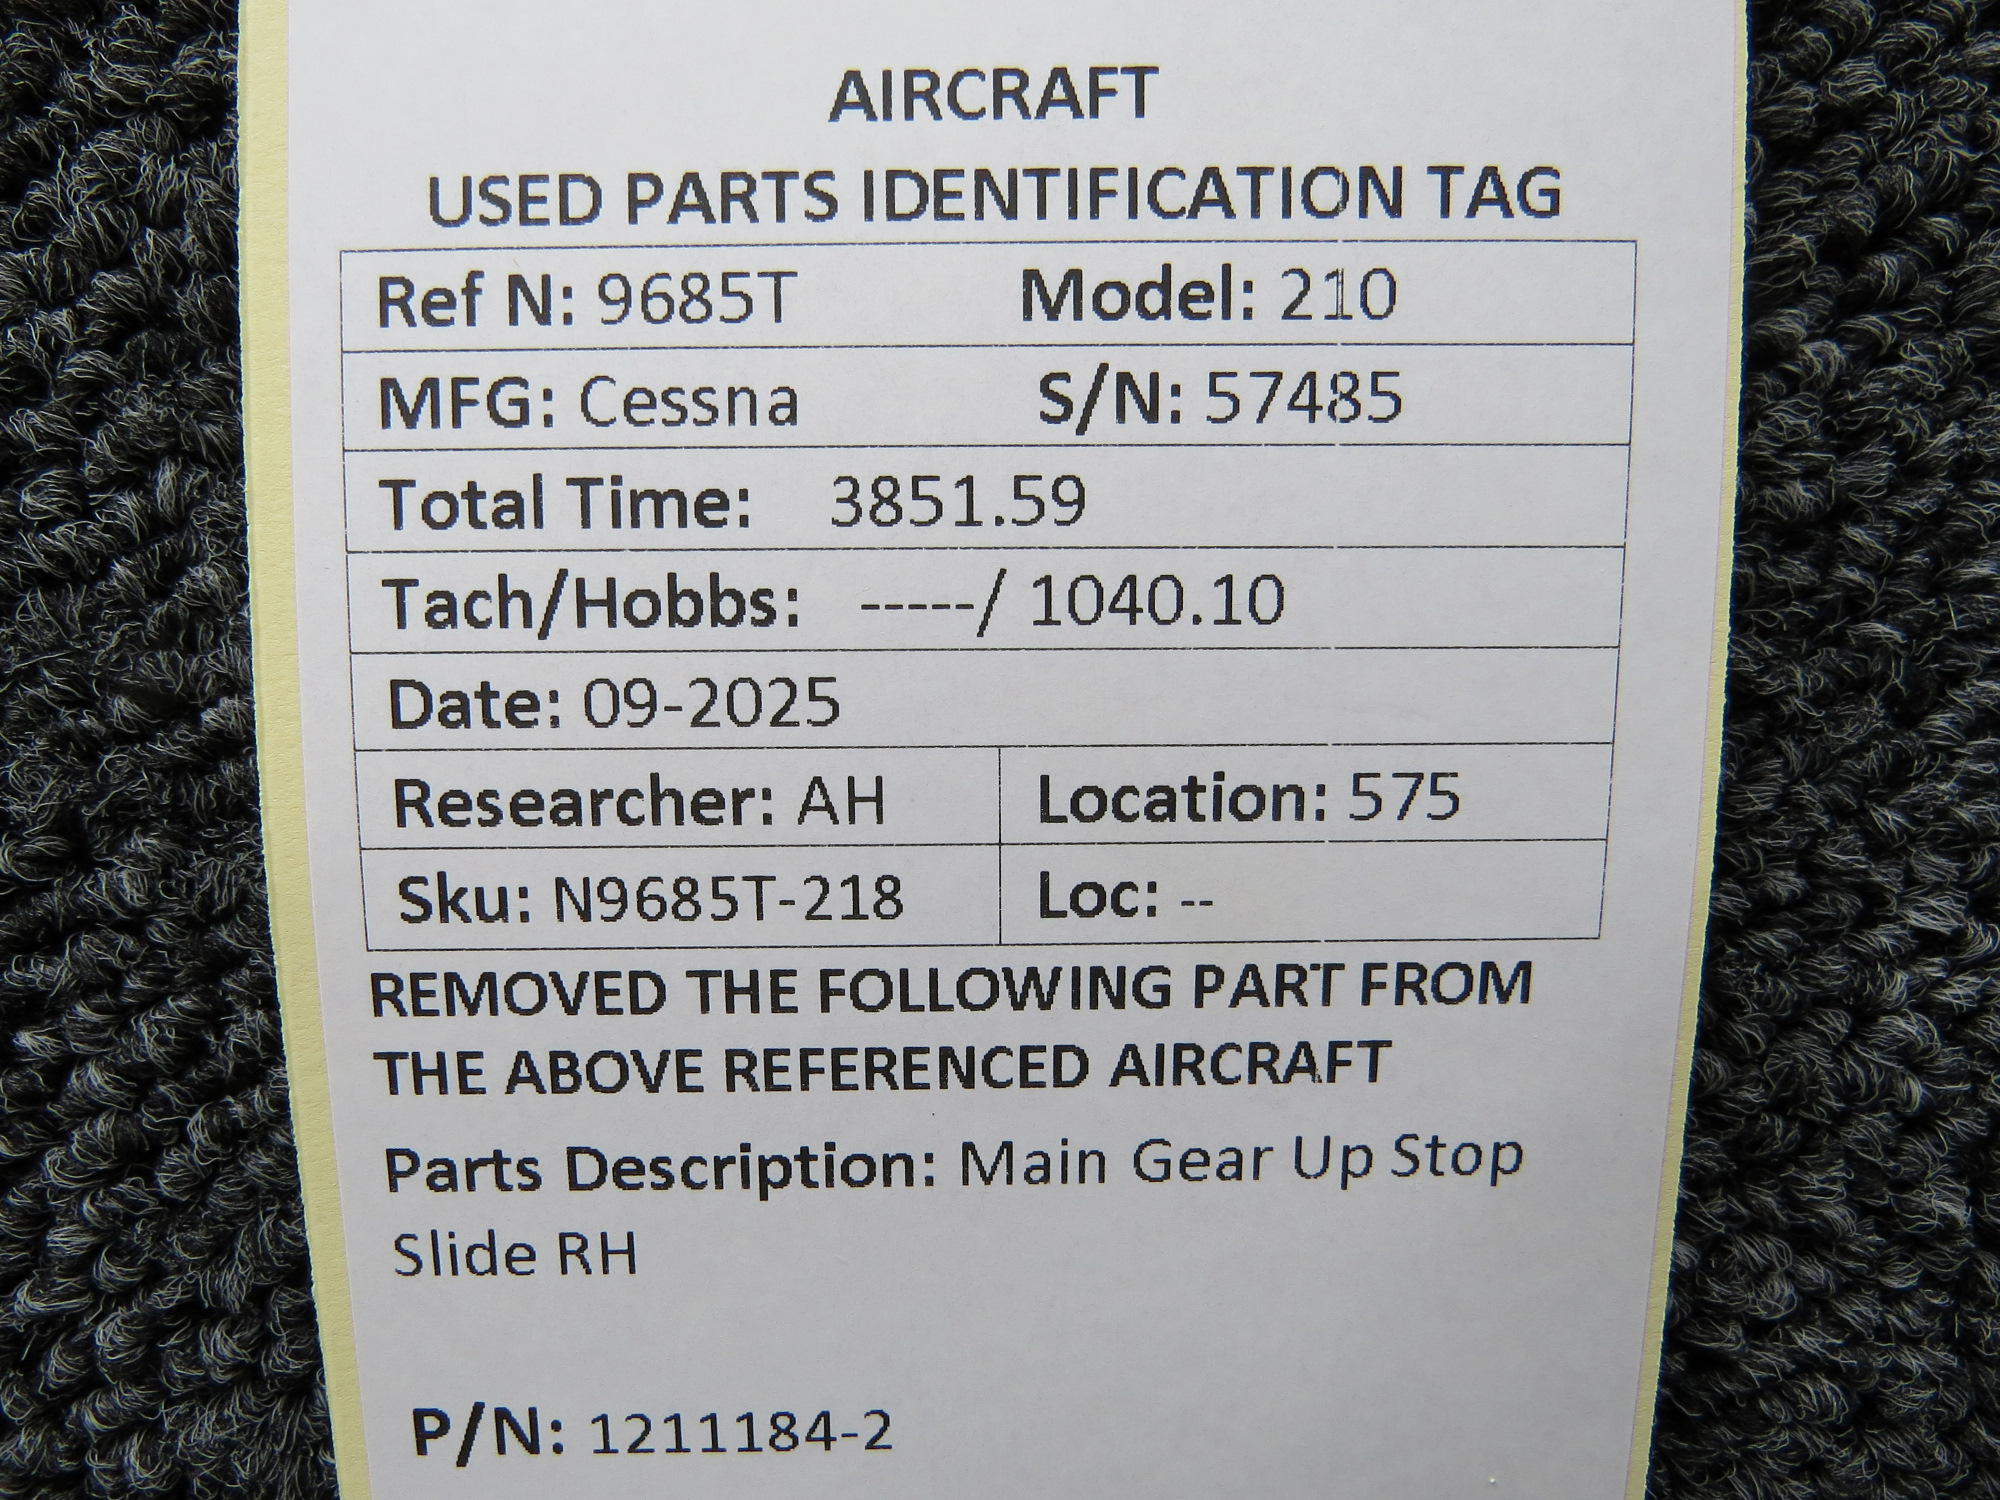 AIRCRAFT
USED PARTS IDENTIFICATION TAG
Ref N: 9685T Model: 210
MFG: Cessna S/N: 57485
Total Time: 3851.59
Tach/Hobbs: -----/ 1040.10
Date: 09-2025
Researcher: AH Location: 575
Sku: N9685T-218 Loc: --
REMOVED THE FOLLOWING PART FROM
THE ABOVE REFERENCED AIRCRAFT
Parts Description: Main Gear Up Stop
Slide RH
P/N: 1211184-2